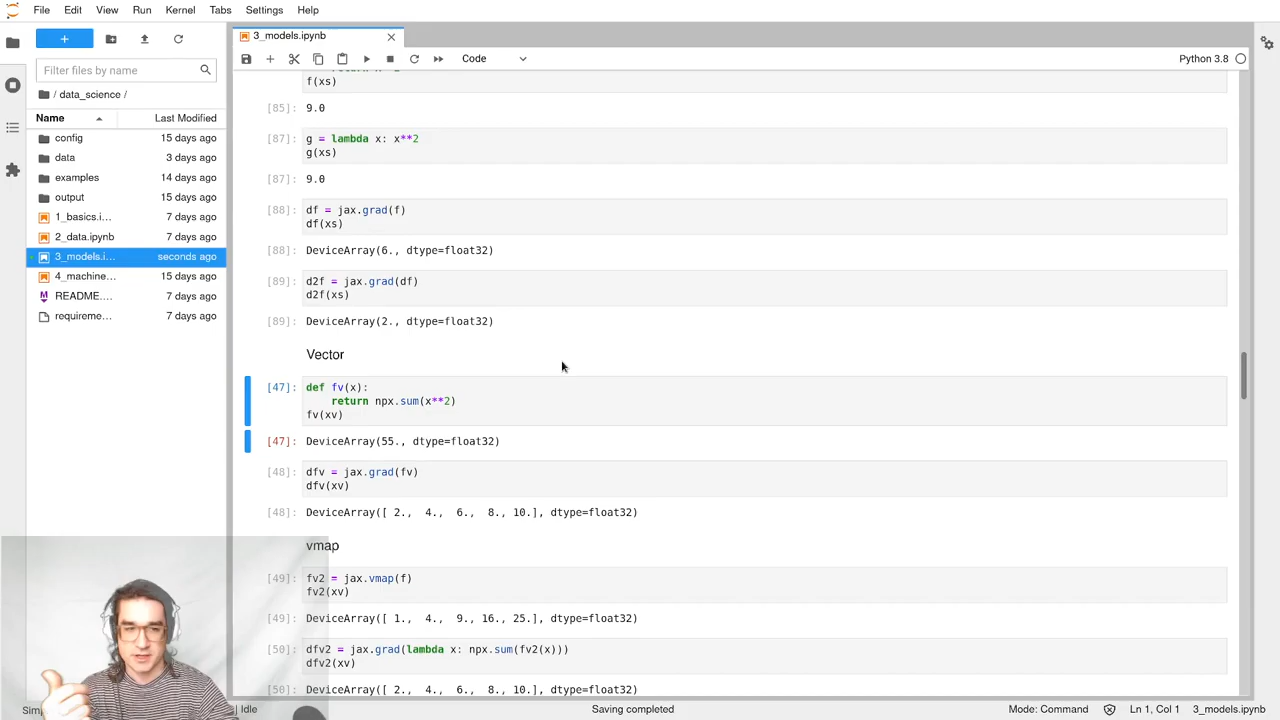 File Edit View Run Kernel Tabs Settings Help
3_models.ipynb
Code
Python 3.8
Filter files by name
/ data_science /
Name Last Modified
config 15 days ago
data 3 days ago
examples 14 days ago
output 15 days ago
1_basics.i… 7 days ago
2_data.ipynb 7 days ago
3_models.i… seconds ago
4_machine… 15 days ago
README.… 7 days ago
requireme… 7 days ago
f(xs)
[85]: 9.0
[87]: g = lambda x: x**2
g(xs)
[87]: 9.0
[88]: df = jax.grad(f)
df(xs)
[88]: DeviceArray(6., dtype=float32)
[89]: d2f = jax.grad(df)
d2f(xs)
[89]: DeviceArray(2., dtype=float32)
Vector
[47]: def fv(x):
return npx.sum(x**2)
fv(xv)
[47]: DeviceArray(55., dtype=float32)
[48]: dfv = jax.grad(fv)
dfv(xv)
[48]: DeviceArray([ 2., 4., 6., 8., 10.], dtype=float32)
vmap
[49]: fv2 = jax.vmap(f)
fv2(xv)
[49]: DeviceArray([ 1., 4., 9., 16., 25.], dtype=float32)
[50]: dfv2 = jax.grad(lambda x: npx.sum(fv2(x)))
dfv2(xv)
[50]: DeviceArray([ 2., 4., 6., 8., 10.], dtype=float32)
| Idle Saving completed Mode: Command Ln 1, Col 1 3_models.ipynb